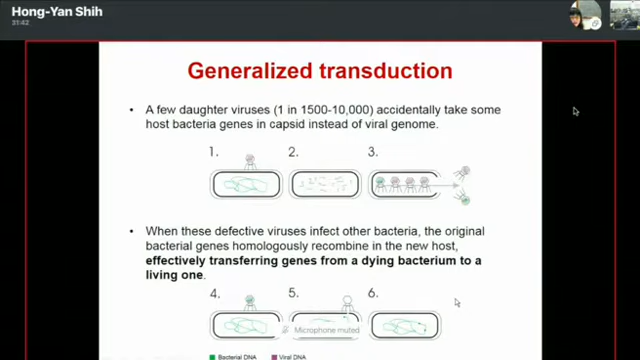 Hong-Yan Shih
31:42
Generalized transduction
• A few daughter viruses (1 in 1500-10,000) accidentally take some
host bacteria genes in capsid instead of viral genome.
1. 2. 3.
• When these defective viruses infect other bacteria, the original
bacterial genes homologously recombine in the new host,
effectively transferring genes from a dying bacterium to a
living one.
4. 5. 6.
Microphone muted
Bacterial DNA Viral DNA